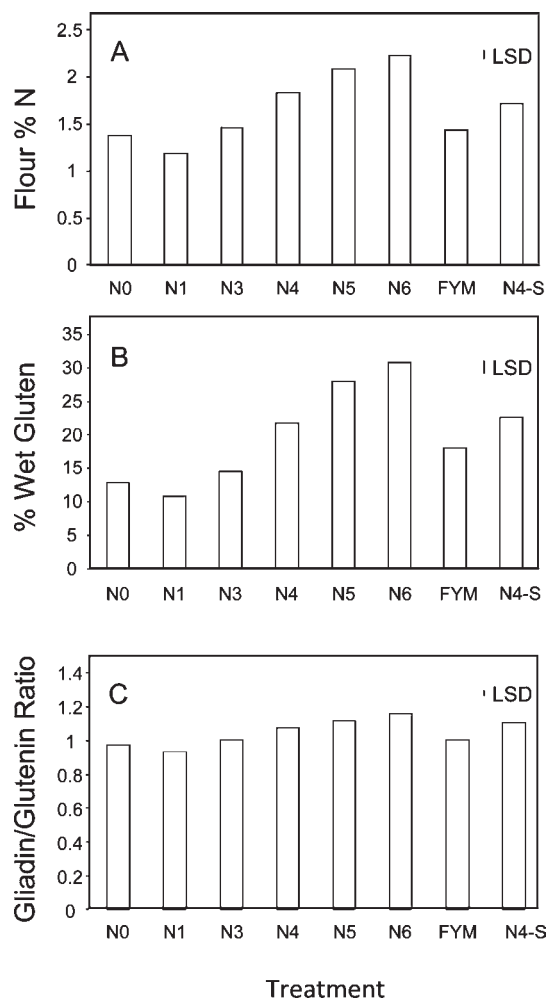 Flour % N
A
LSD
2.5
2
1.5
1
0.5
0
N0 N1 N3 N4 N5 N6 FYM N4-S
% Wet Gluten
B
LSD
35
30
25
20
15
10
5
0
N0 N1 N3 N4 N5 N6 FYM N4-S
Gliadin/Glutenin Ratio
C
LSD
1.4
1.2
1
0.8
0.6
0.4
0.2
0
N0 N1 N3 N4 N5 N6 FYM N4-S
Treatment